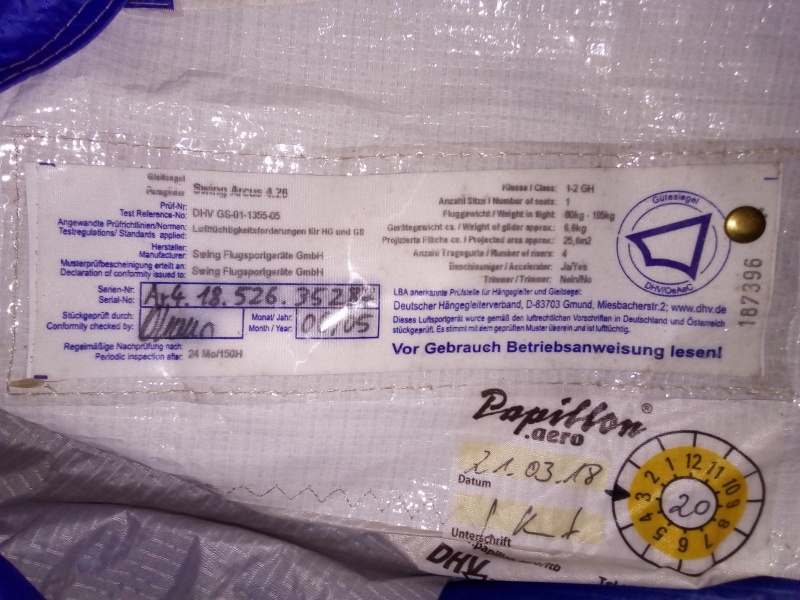 Gleitsegel
Paraglider Swing Arcus 4.26
Prüf-Nr.
Test Reference-No: DHV GS-01-1355-05
Angewandte Prüfrichtlinien/Normen:
Testregulations/ Standards applied: Lufttüchtigkeitsforderungen für HG und GS
Hersteller:
Manufacturer: Swing Flugsportgeräte GmbH
Musterprüfbescheinigung erteilt an:
Declaration of conformity issued to: Swing Flugsportgeräte GmbH
Serien-Nr:
Serial-No: Ar4.18.526.35287
Stückgeprüft durch:
Conformity checked by:
Monat/ Jahr:
Month / Year: 06/05
Regelmäßige Nachprüfung nach:
Periodic inspection after: 24 Mo/150H
Klasse / Class: 1-2 GH
Anzahl Sitze / Number of seats: 1
Fluggewicht / Weight in flight: 80kg - 105kg
Gerätegewicht ca. / Weight of glider approx.: 6,6kg
Projizierte Fläche ca. / Projected area approx.: 25,6m2
Anzahl Tragegurte / Number of risers: 4
Beschleuniger / Accelerator: Ja/Yes
Trimmer / Trimmer: Nein/No
LBA anerkannte Prüfstelle für Hängegleiter und Gleitsegel:
Deutscher Hängegleiterverband, D-83703 Gmund, Miesbacherstr.2; www.dhv.de
Dieses Luftsportgerät wurde gemäß den luftrechtlichen Vorschriften in Deutschland und Österreich
stückgeprüft. Es stimmt mit dem geprüften Muster überein und ist lufttüchtig.
Vor Gebrauch Betriebsanweisung lesen!
Gütesiegel
DHV/OeAeC
187396
Papillon®
.aero
21.03.18
Datum
Unterschrift
DHV
1 12 11 10 9 8 7 6 5 4 3 2
20